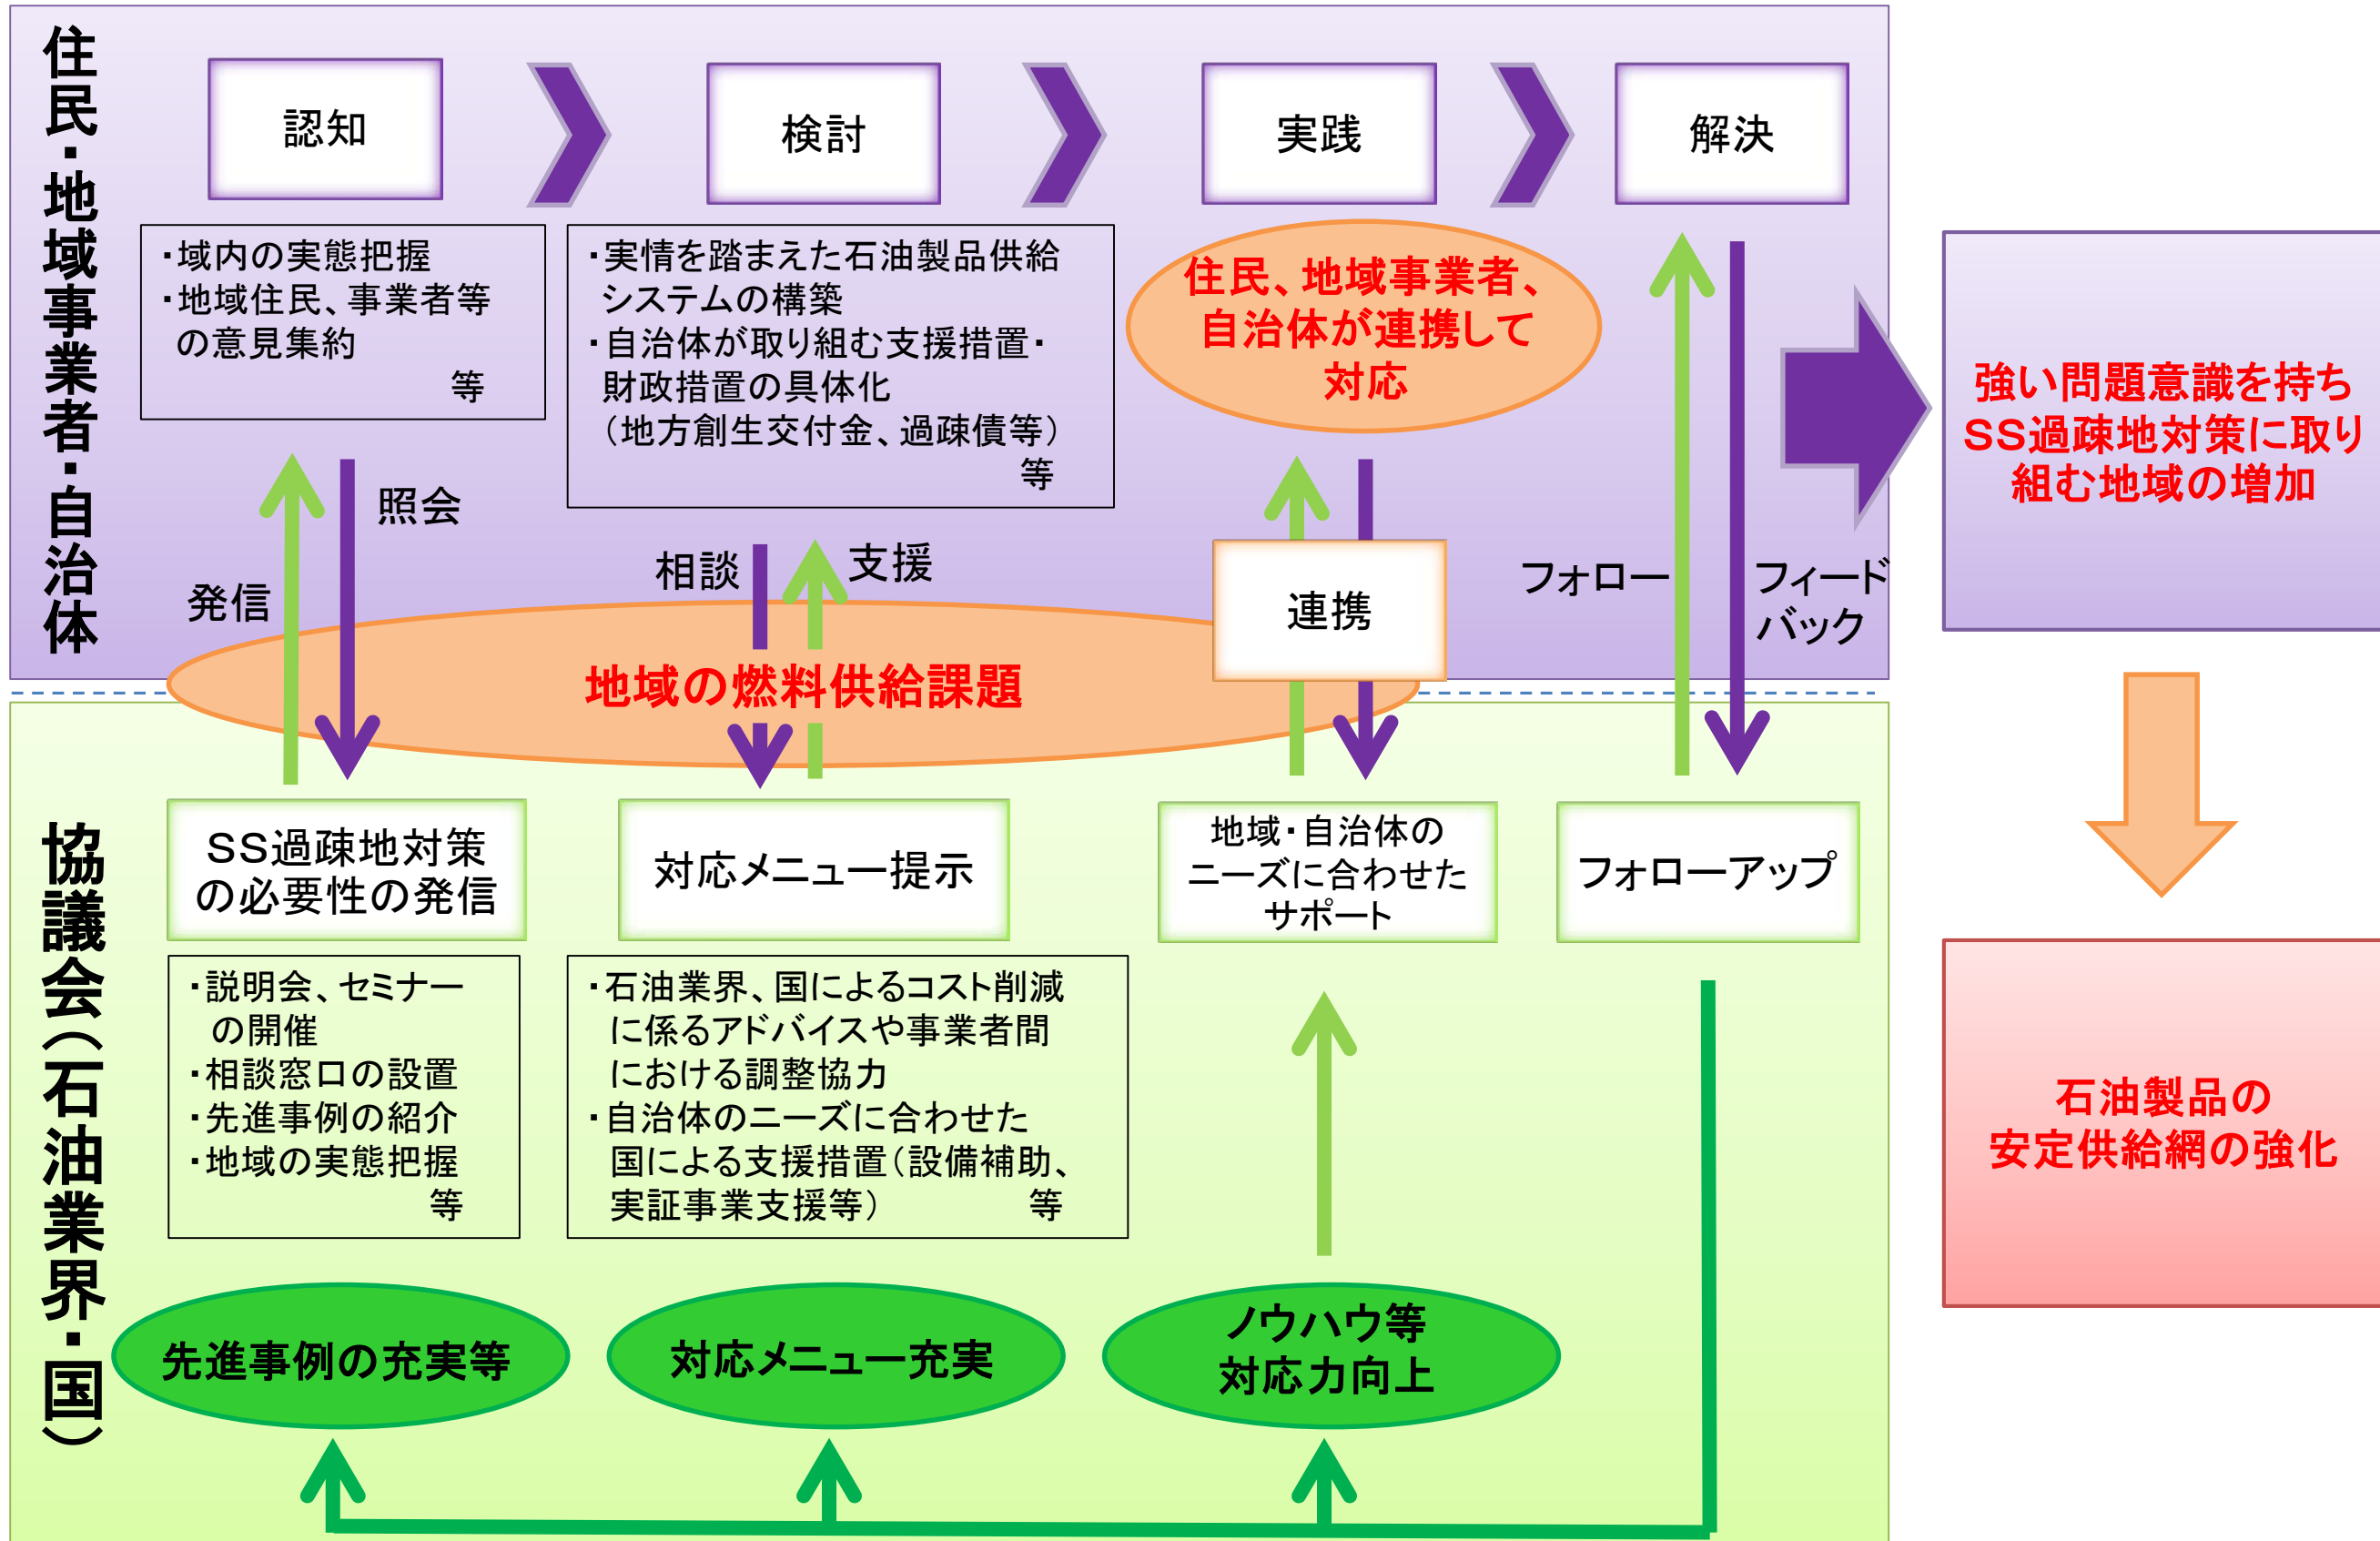 住民・地域事業者・自治体
認知
検討
実践
解決
・域内の実態把握
・地域住民、事業者等
の意見集約
等
・実情を踏まえた石油製品供給
システムの構築
・自治体が取り組む支援措置・
財政措置の具体化
（地方創生交付金、過疎債等）
等
住民、地域事業者、
自治体が連携して
対応
発信
照会
相談
支援
連携
フォロー
フィード
バック
地域の燃料供給課題
協議会（石油業界・国）
ＳＳ過疎地対策
の必要性の発信
対応メニュー提示
地域・自治体の
ニーズに合わせた
サポート
フォローアップ
・説明会、セミナー
の開催
・相談窓口の設置
・先進事例の紹介
・地域の実態把握
等
・石油業界、国によるコスト削減
に係るアドバイスや事業者間
における調整協力
・自治体のニーズに合わせた
国による支援措置（設備補助、
実証事業支援等）　　　　等
先進事例の充実等
対応メニュー充実
ノウハウ等
対応力向上
強い問題意識を持ち
ＳＳ過疎地対策に取り
組む地域の増加
石油製品の
安定供給網の強化